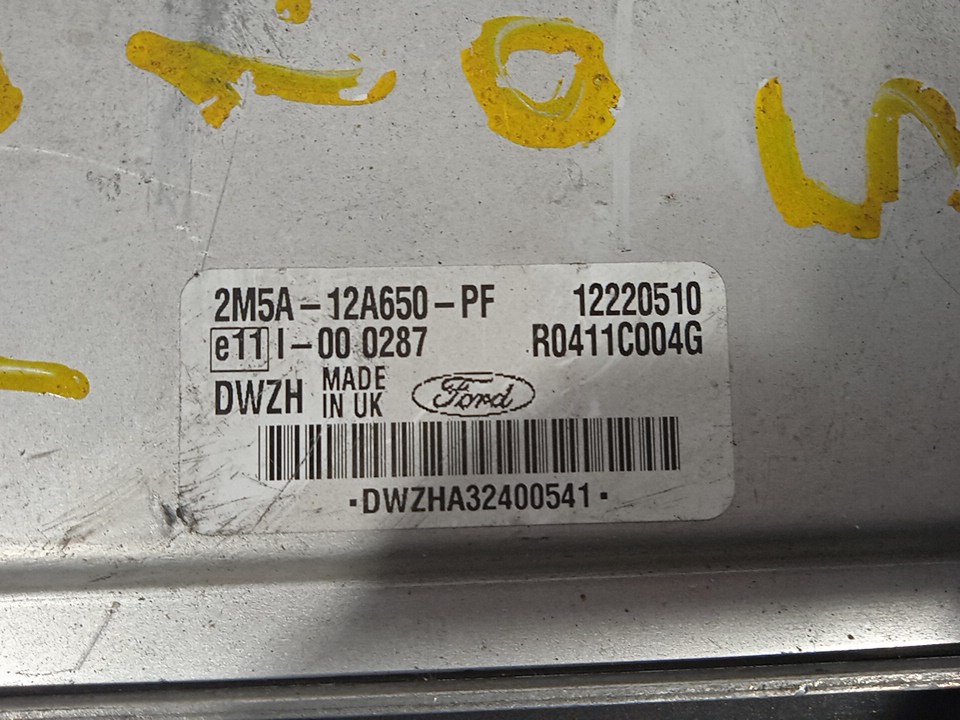 2M5A-12A650-PF 12220510
e11 I-00 0287 R0411C004G
DWZH MADE IN UK Ford
·DWZHA32400541·